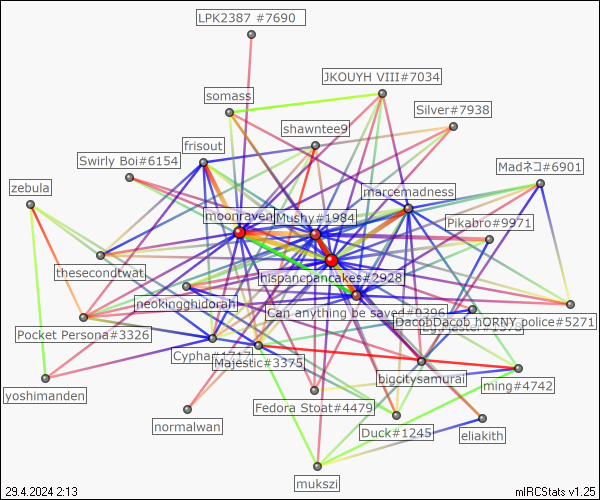 LPK2387 #7690
JKOUYH VIII#7034
somass
Silver#7938
shawntee9
frisout
Swirly Boi#6154
Madネコ#6901
zebula
marcemadness
moonraven
Mushy#1984
Pikabro#9971
thesecondtwat
hispanicpancakes#2928
neokingghidorah
Can anything be saved#0396
DacobDacob hORNY police#5271
Pocket Persona#3326
Cypha#4717
Majestic#3375
bigcitysamurai
ming#4742
yoshimanden
Fedora Stoat#4479
normalwan
Duck#1245
eliakith
mukszi
29.4.2024 2:13
mIRCStats v1.25